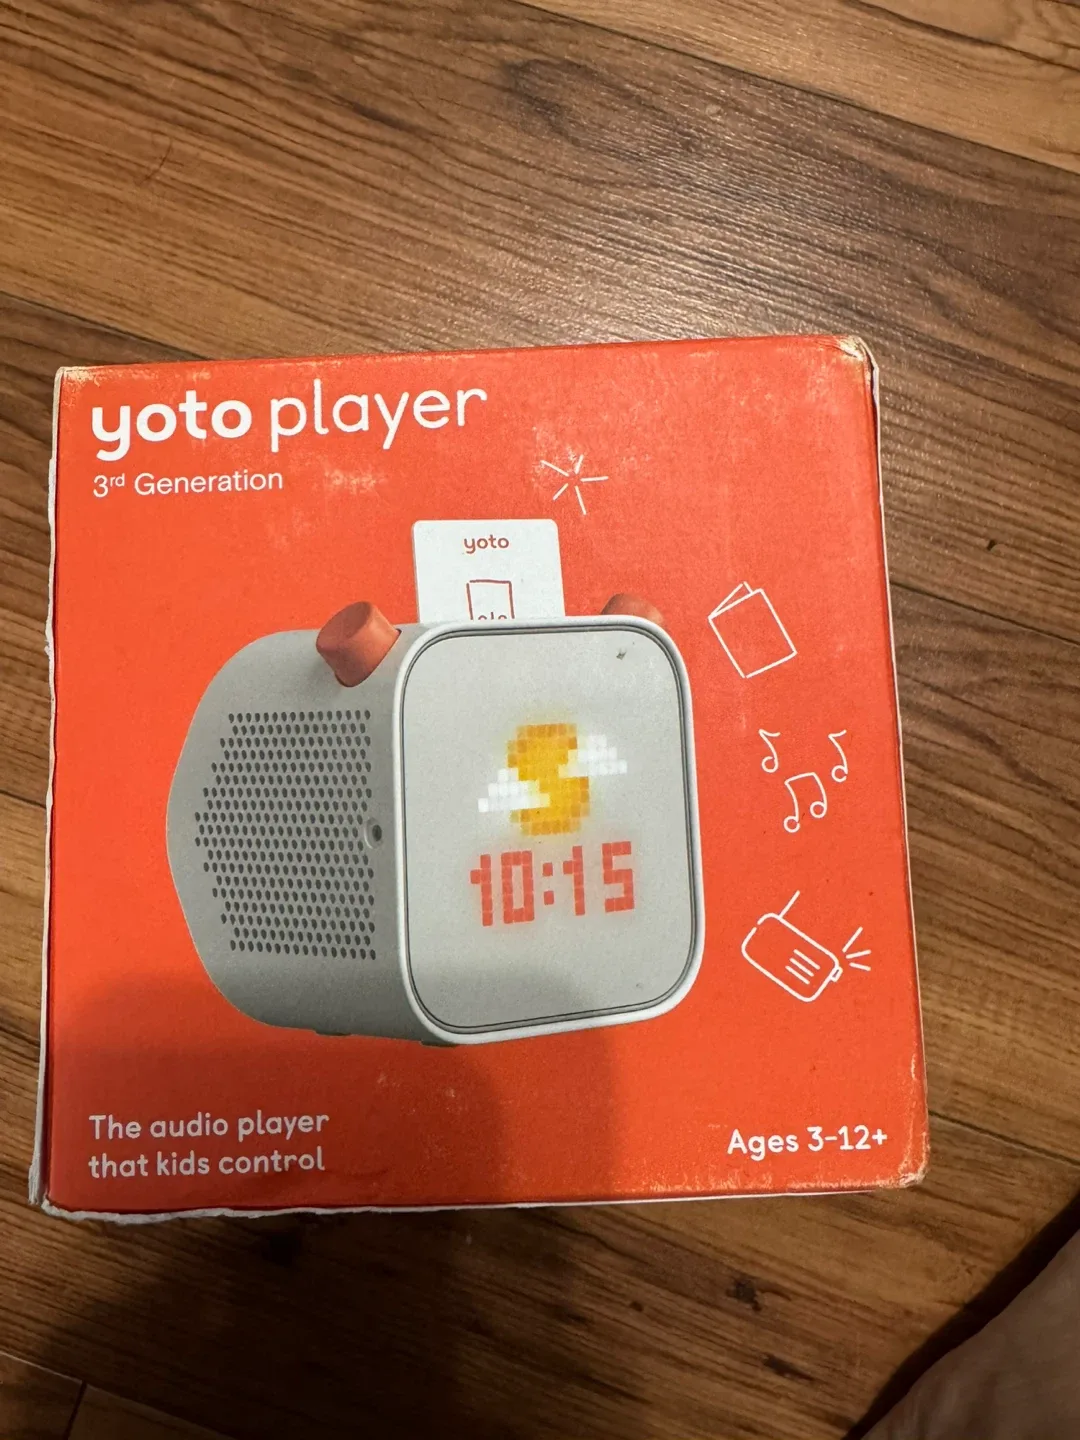 yoto player
3rd Generation
yoto
10:15
The audio player
that kids control
Ages 3-12+